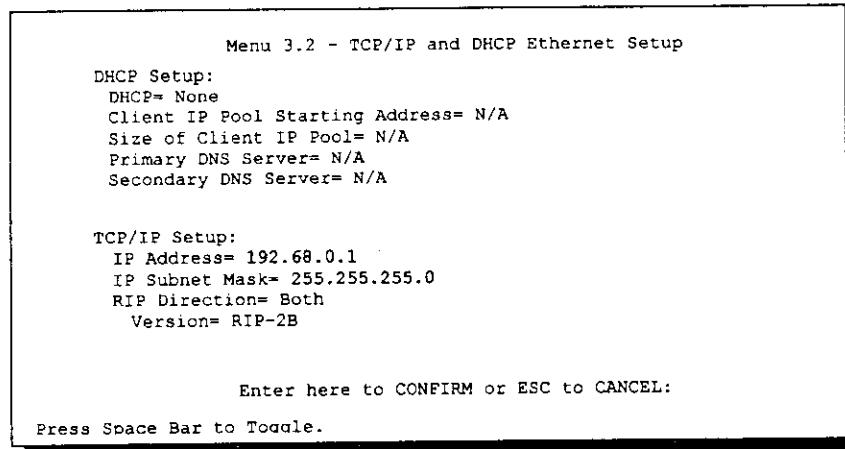 Menu 3.2 - TCP/IP and DHCP Ethernet Setup
DHCP Setup:
DHCP= None
Client IP Pool Starting Address= N/A
Size of Client IP Pool= N/A
Primary DNS Server= N/A
Secondary DNS Server= N/A
TCP/IP Setup:
IP Address= 192.68.0.1
IP Subnet Mask= 255.255.255.0
RIP Direction= Both
Version= RIP-2B
Enter here to CONFIRM or ESC to CANCEL:
Press Space Bar to Toggle.